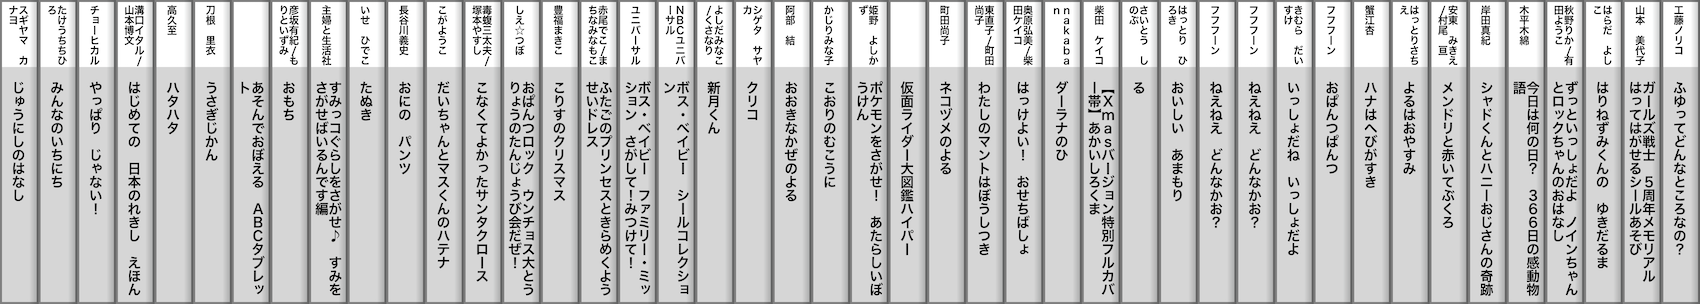 工藤ノリコ
ふゆってどんなところなの?
山本 美代子
ガールズ戦士 5周年メモリアル
はってはがせるシールあそび
はらだ よしこ
はりねずみくんの ゆきだるま
秋野りか/有田ようこ
ずっといっしょだよ ノインちゃんとロックちゃんのおはなし
木平木綿
今日は何の日? 366日の感動物語
岸田真紀
シャドくんとハニーおじさんの奇跡
安東 みきえ/村尾 亘
メンドリと赤いてぶくろ
はっとりさちえ
よるはおやすみ
蟹江杏
ハナはへびがすき
フフフーン
おぱんつぱんつ
きむら だいすけ
いっしょだね いっしょだよ
フフフーン
ねえねえ どんなかお?
フフフーン
ねえねえ どんなかお?
はっとり ひろき
おいしい あまもり
さいとう しのぶ
る
nakaban
ダーラナのひ
柴田 ケイコ
【Xmasバージョン特別フルカバー帯】あかいしろくま
奥原弘美/柴田ケイコ
はっけよい! おせちばしょ
東直子/町田尚子
わたしのマントはぼうしつき
町田尚子
ネコヅメのよる
仮面ライダー大図鑑ハイパー
姫野 よしかず
ポケモンをさがせ! あたらしいぼうけん
かじりみな子
こおりのむこうに
阿部 結
おおきなかぜのよる
シゲタ サヤカ
クリコ
よしだみなこ/くさなり
新月くん
NBCユニバーサル
ボス・ベイビー シールコレクション
ユニバーサル
ボス・ベイビー ファミリー・ミッション さがして!みつけて!
赤尾でこ/まちなみなもこ
ふたごのプリンセスときらめくようせいドレス
豊福まきこ
こりすのクリスマス
しえ☆つぼ
おぱんつロック ウンチョス大とうりょうのたんじょうび会だぜ!
毒蝮三太夫/塚本やすし
こなくてよかったサンタクロース
こがようこ
だいちゃんとマスくんのハテナ
長谷川義史
おにの パンツ
いせ ひでこ
たぬき
主婦と生活社
すみっコぐらしをさがせ♪ すみをさがせばいるんです編
彦坂有紀/もりといずみ
おもち
あそんでおぼえる ABCタブレット
刀根 里衣
うさぎじかん
高久至
ハタハタ
溝口イタル/山本博文
はじめての 日本のれきし えほん
チョーヒカル
やっぱり じゃない!
たけうちちひろ
みんなのいちにち
スギヤマ カナヨ
じゅうにしのはなし